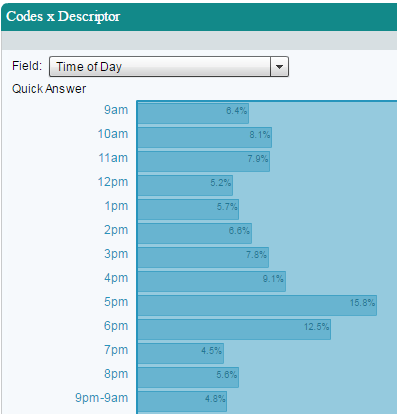 Codes x Descriptor
Field: Time of Day
Quick Answer
9am 6.4%
10am 8.1%
11am 7.9%
12pm 5.2%
1pm 5.7%
2pm 6.6%
3pm 7.8%
4pm 9.1%
5pm 15.8%
6pm 12.5%
7pm 4.5%
8pm 5.6%
9pm-9am 4.8%